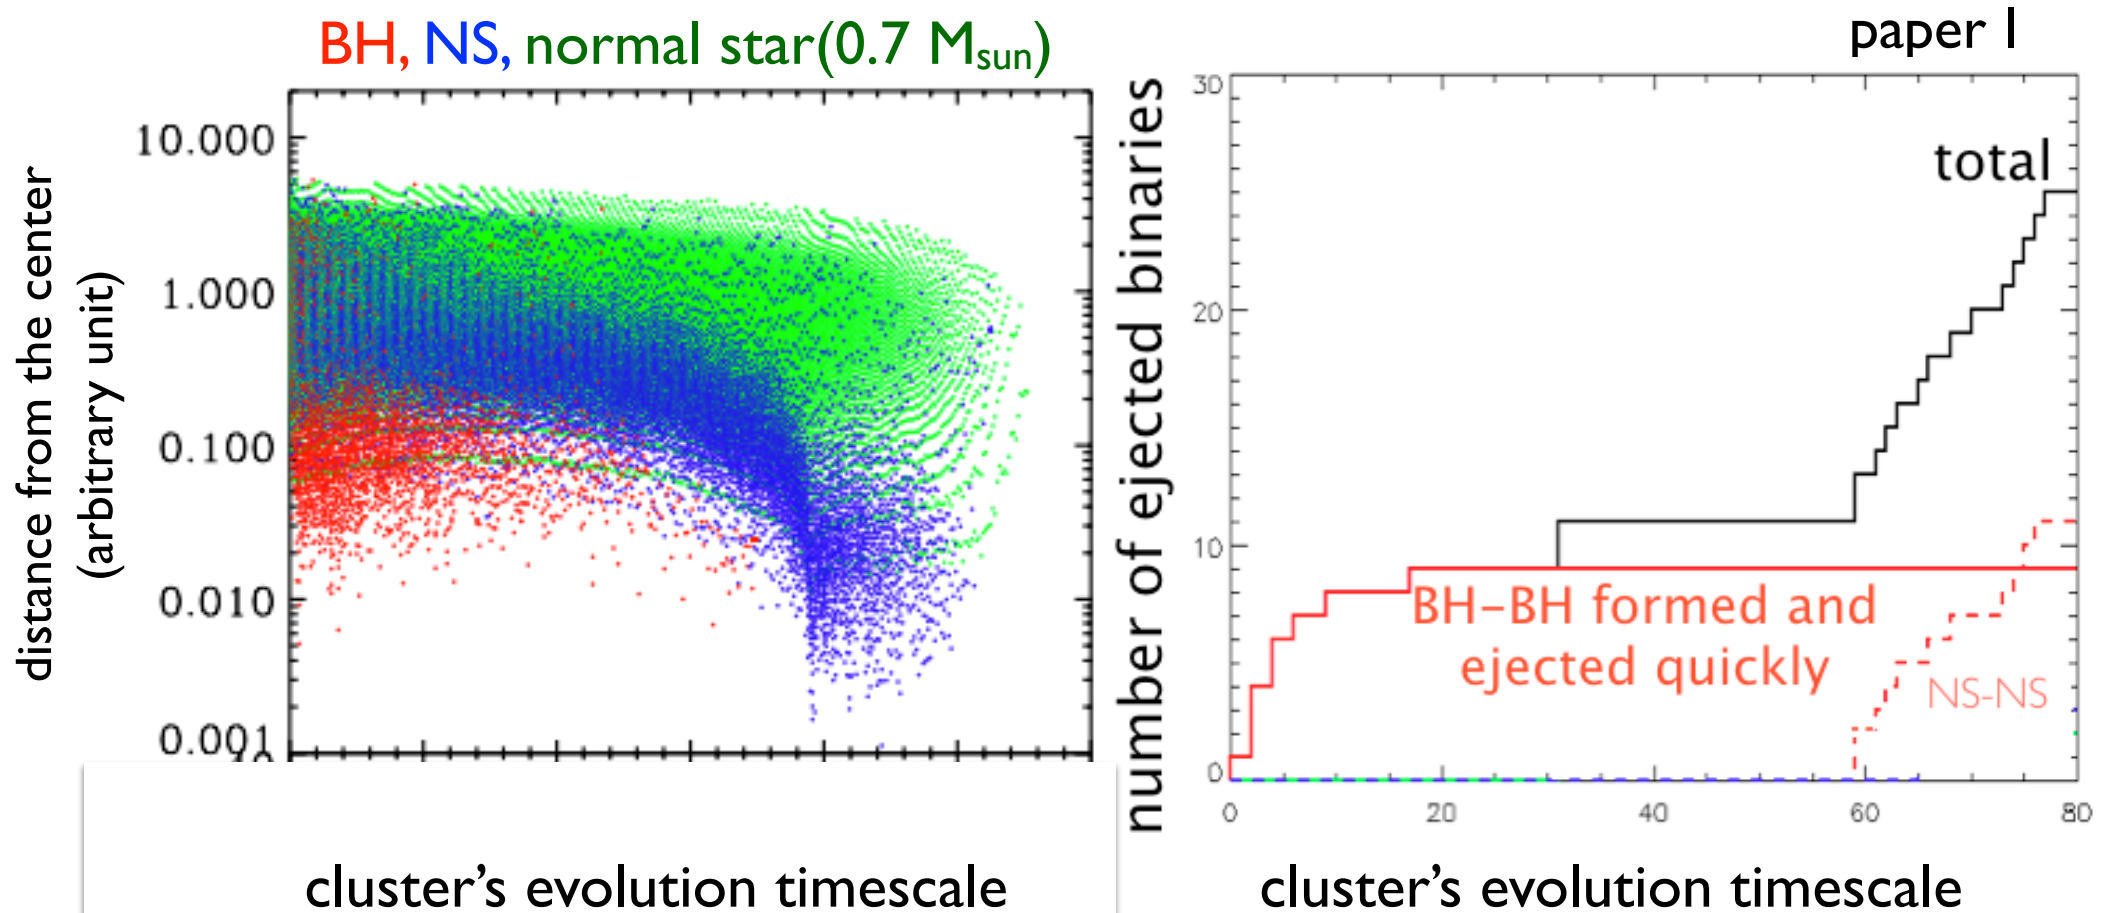 BH, NS, normal star(0.7 Msun)
distance from the center
(arbitrary unit)
10.000
1.000
0.100
0.010
0.001
cluster's evolution timescale
paper I
number of ejected binaries
30
20
10
0
total
BH-BH formed and
ejected quickly
NS-NS
0 20 40 60 80
cluster's evolution timescale